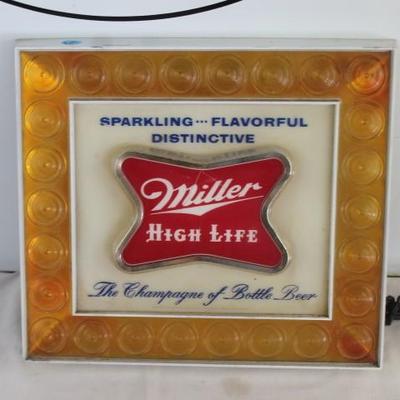 SPARKLING ··· FLAVORFUL
DISTINCTIVE
Miller
HIGH LIFE
The Champagne of Bottle Beer